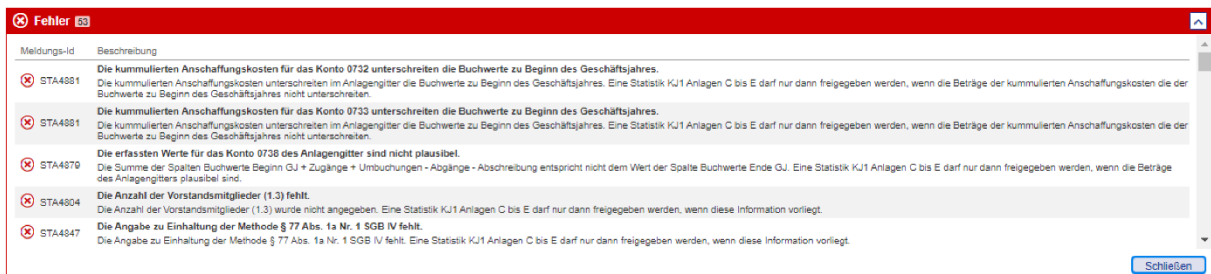 Fehler 53
Meldungs-Id Beschreibung
Die kummulierten Anschaffungskosten für das Konto 0732 unterschreiten die Buchwerte zu Beginn des Geschäftsjahres.
STA4881 Die kummulierten Anschaffungskosten unterschreiten im Anlagengitter die Buchwerte zu Beginn des Geschäftsjahres. Eine Statistik KJ1 Anlagen C bis E darf nur dann freigegeben werden, wenn die Beträge der kummulierten Anschaffungskosten die der
Buchwerte zu Beginn des Geschäftsjahres nicht unterschreiten.
Die kummulierten Anschaffungskosten für das Konto 0733 unterschreiten die Buchwerte zu Beginn des Geschäftsjahres.
STA4881 Die kummulierten Anschaffungskosten unterschreiten im Anlagengitter die Buchwerte zu Beginn des Geschäftsjahres. Eine Statistik KJ1 Anlagen C bis E darf nur dann freigegeben werden, wenn die Beträge der kummulierten Anschaffungskosten die der
Buchwerte zu Beginn des Geschäftsjahres nicht unterschreiten.
Die erfassten Werte für das Konto 0738 des Anlagengitter sind nicht plausibel.
STA4879 Die Summe der Spalten Buchwerte Beginn GJ + Zugänge + Umbuchungen - Abgänge - Abschreibung entspricht nicht dem Wert der Spalte Buchwerte Ende GJ. Eine Statistik KJ1 Anlagen C bis E darf nur dann freigegeben werden, wenn die Beträge
des Anlagengitters plausibel sind.
Die Anzahl der Vorstandsmitglieder (1.3) fehlt.
STA4804 Die Anzahl der Vorstandsmitglieder (1.3) wurde nicht angegeben. Eine Statistik KJ1 Anlagen C bis E darf nur dann freigegeben werden, wenn diese Information vorliegt.
Die Angabe zu Einhaltung der Methode § 77 Abs. 1a Nr. 1 SGB IV fehlt.
STA4847 Die Angabe zu Einhaltung der Methode § 77 Abs. 1a Nr. 1 SGB IV fehlt. Eine Statistik KJ1 Anlagen C bis E darf nur dann freigegeben werden, wenn diese Information vorliegt.
Schließen